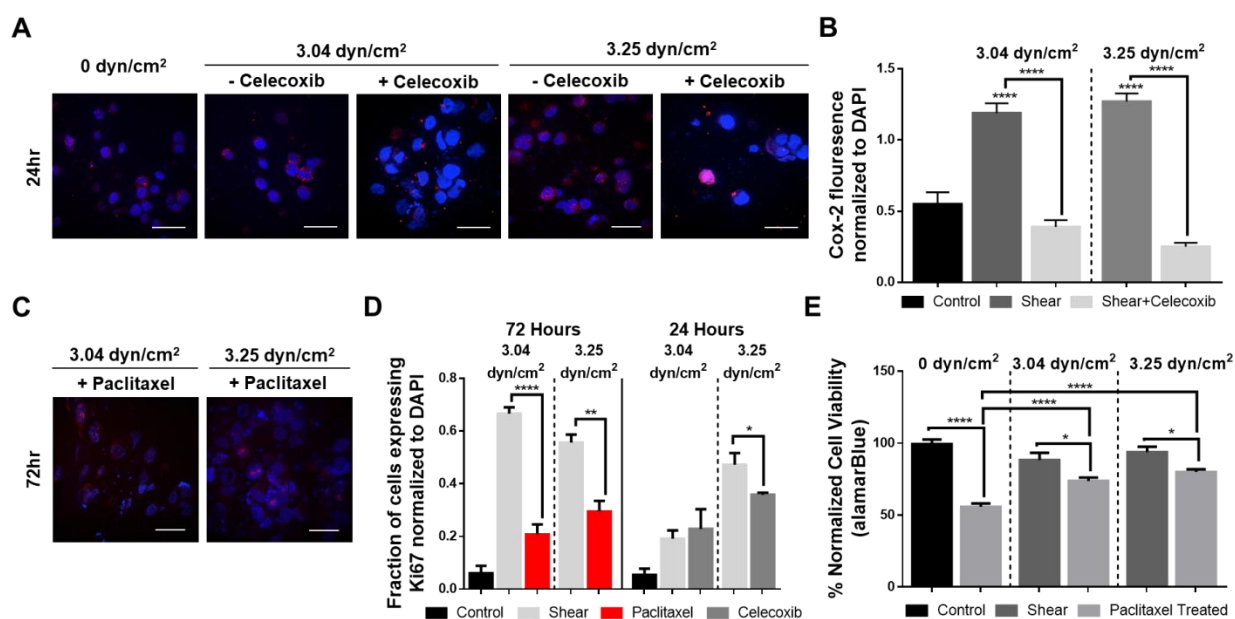 A
0 dyn/cm²
3.04 dyn/cm²
3.25 dyn/cm²
- Celecoxib
+ Celecoxib
- Celecoxib
+ Celecoxib
24hr
B
3.04 dyn/cm²
3.25 dyn/cm²
Cox-2 flouresence
normalized to DAPI
1.5
1.0
0.5
0.0
****
****
****
****
Control
Shear
Shear+Celecoxib
C
3.04 dyn/cm²
3.25 dyn/cm²
+ Paclitaxel
+ Paclitaxel
72hr
D
72 Hours
24 Hours
3.04
dyn/cm²
3.25
dyn/cm²
3.04
dyn/cm²
3.25
dyn/cm²
Fraction of cells expressing
Ki67 normalized to DAPI
0.8
0.6
0.4
0.2
0.0
****
**
*
Control
Shear
Paclitaxel
Celecoxib
E
0 dyn/cm²
3.04 dyn/cm²
3.25 dyn/cm²
% Normalized Cell Viability
(alamarBlue)
150
100
50
0
****
****
****
*
*
Control
Shear
Paclitaxel Treated